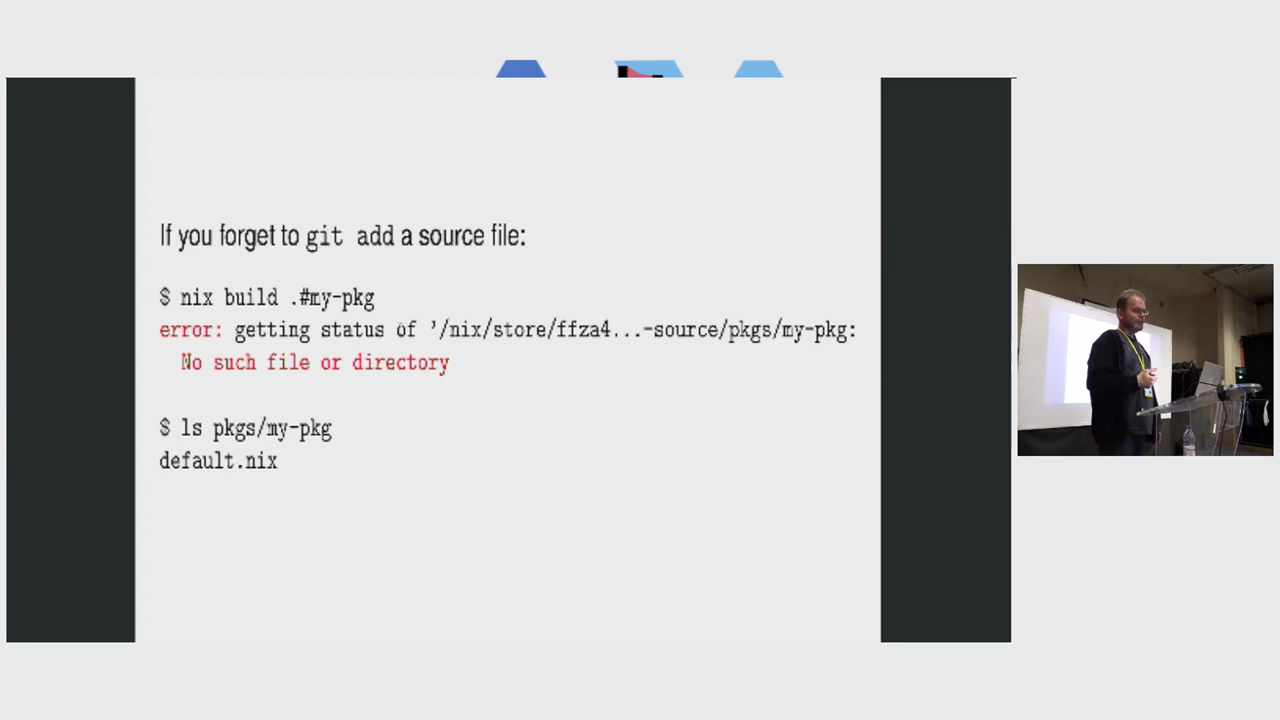 If you forget to git add a source file:
$ nix build .#my-pkg
error: getting status of '/nix/store/ffza4...-source/pkgs/my-pkg:
No such file or directory
$ ls pkgs/my-pkg
default.nix